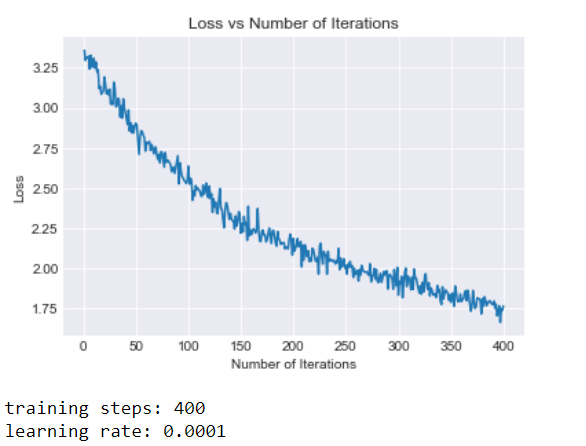 Loss vs Number of Iterations
3.25
3.00
2.75
2.50
2.25
2.00
1.75
Loss
0 50 100 150 200 250 300 350 400
Number of Iterations
training steps: 400
learning rate: 0.0001